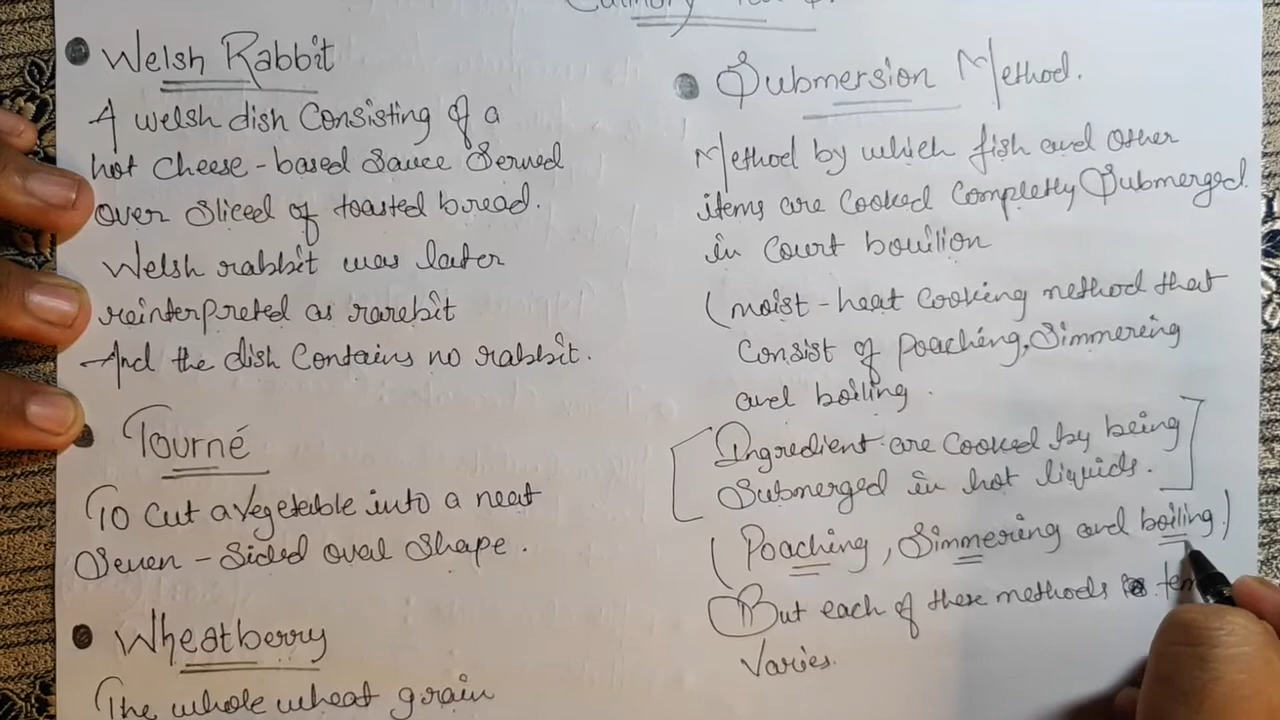 Culinary
Welsh Rabbit
A welsh dish Consisting of a
hot cheese-based sauce served
over sliced of toasted bread.
Welsh rabbit was later
reinterpreted as rarebit
And the dish contains no rabbit.
Tourné
To cut a vegetable into a neat
Seven-sided oval shape.
Wheatberry
The whole wheat grain
Submersion Method.
Method by which fish and other
items are cooked completly submerged
in court bouilion
(moist-heat cooking method that
consist of poaching, simmering
and boiling.
[Ingredient are cooked by being
submerged in hot liquids.]
(Poaching, simmering and boiling)
But each of these methods
varies.